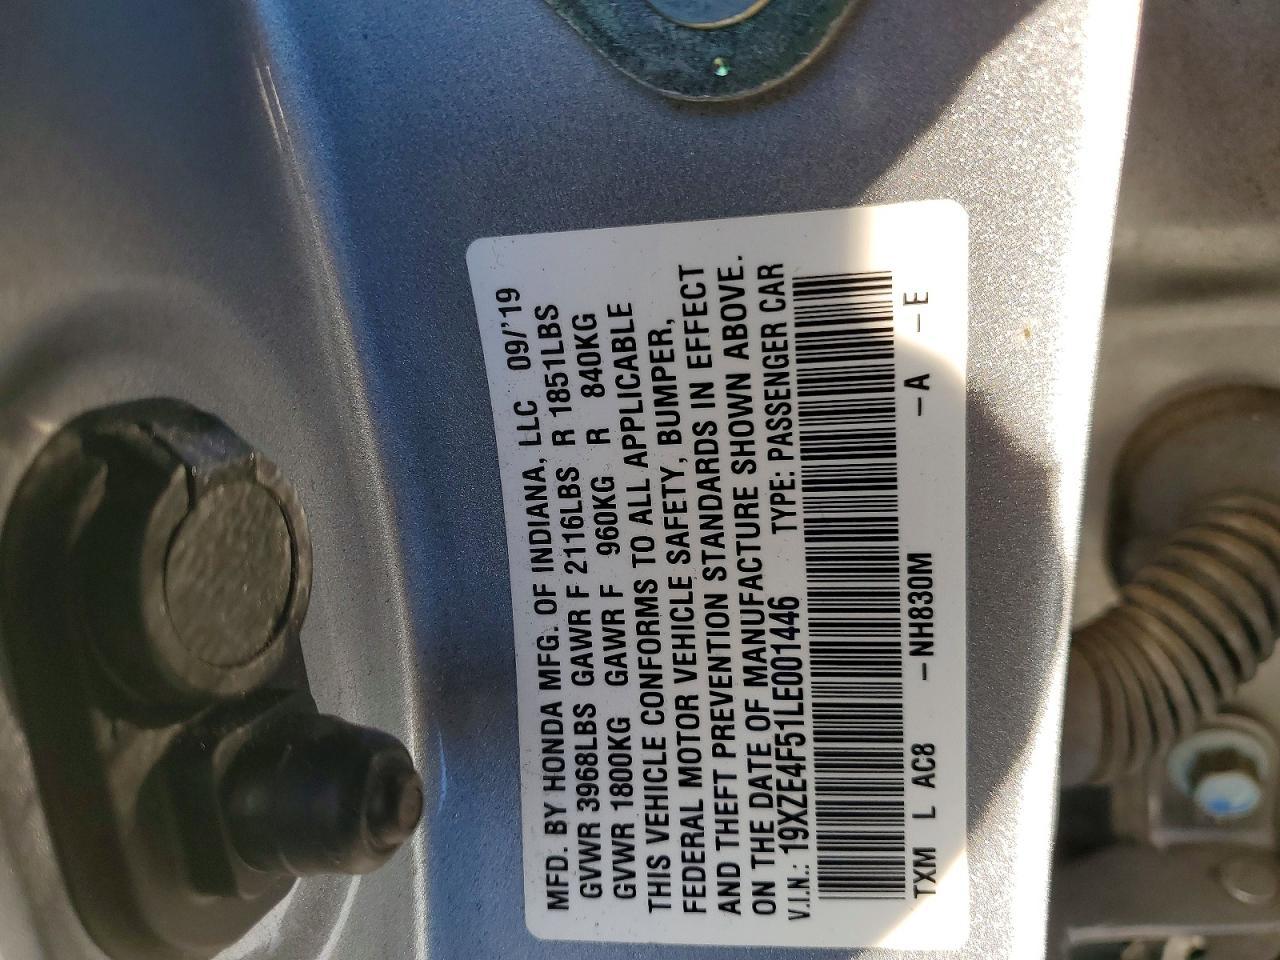 MFD. BY HONDA MFG. OF INDIANA, LLC 09/'19
GVWR 3968LBS GAWR F 2116LBS R 1851LBS
GVWR 1800KG GAWR F 960KG R 840KG
THIS VEHICLE CONFORMS TO ALL APPLICABLE
FEDERAL MOTOR VEHICLE SAFETY, BUMPER,
AND THEFT PREVENTION STANDARDS IN EFFECT
ON THE DATE OF MANUFACTURE SHOWN ABOVE.
V.I.N.: 19XZE4F51LE001446 TYPE: PASSENGER CAR
TXM L AC8 -NH830M -A -E